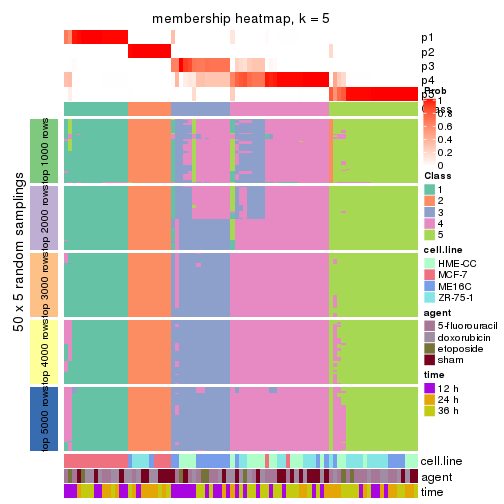 membership heatmap, k = 5
p1
p2
p3
p4
p5
Prob
1
0.8
0.6
0.4
0.2
0
Class
Class
1
2
3
4
5
cell.line
HME-CC
MCF-7
ME16C
ZR-75-1
agent
5-fluorouracil
doxorubicin
etoposide
sham
time
12 h
24 h
36 h
50 x 5 random samplings
top 1000 rows
top 2000 rows
top 3000 rows
top 4000 rows
top 5000 rows
cell.line
agent
time